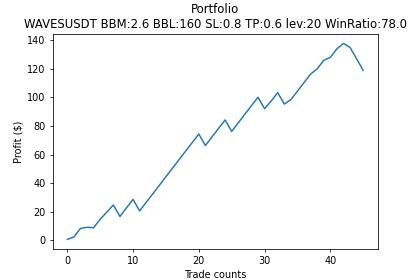 Portfolio
WAVESUSDT BBM:2.6 BBL:160 SL:0.8 TP:0.6 lev:20 WinRatio:78.0
140
120
100
80
60
40
20
0
Profit ($)
0 10 20 30 40
Trade counts